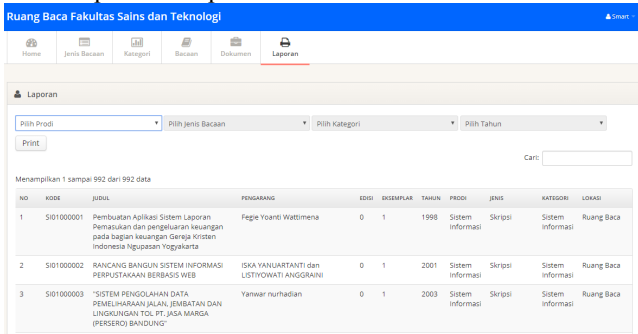 Ruang Baca Fakultas Sains dan Teknologi
Smart
Home Jenis Bacaan Kategori Bacaan Dokumen Laporan
Laporan
Pilih Prodi Pilih Jenis Bacaan Pilih Kategori Pilih Tahun
Print
Cari:
Menampilkan 1 sampai 992 dari 992 data
NO KODE JUDUL PENGARANG EDISI EKSEMPLAR TAHUN PRODI JENIS KATEGORI LOKASI
1 SI01000001 Pembuatan Aplikasi Sistem Laporan Fegie Yoanti Wattimena 0 1 1998 Sistem Skripsi Sistem Ruang Baca
Pemasukan dan pengeluaran keuangan Informasi Informasi
pada bagian keuangan Gereja Kristen
Indonesia Ngupasan Yogyakarta
2 SI01000002 RANCANG BANGUN SISTEM INFORMASI ISKA YANUARTANTI dan 0 1 2001 Sistem Skripsi Sistem Ruang Baca
PERPUSTAKAAN BERBASIS WEB LISTIYOWATI ANGGRAINI Informasi Informasi
3 SI01000003 "SISTEM PENGOLAHAN DATA Yanwar nurhadian 0 1 2003 Sistem Skripsi Sistem Ruang Baca
PEMELIHARAAN JALAN, JEMBATAN DAN Informasi Informasi
LINGKUNGAN TOL PT. JASA MARGA
(PERSERO) BANDUNG"